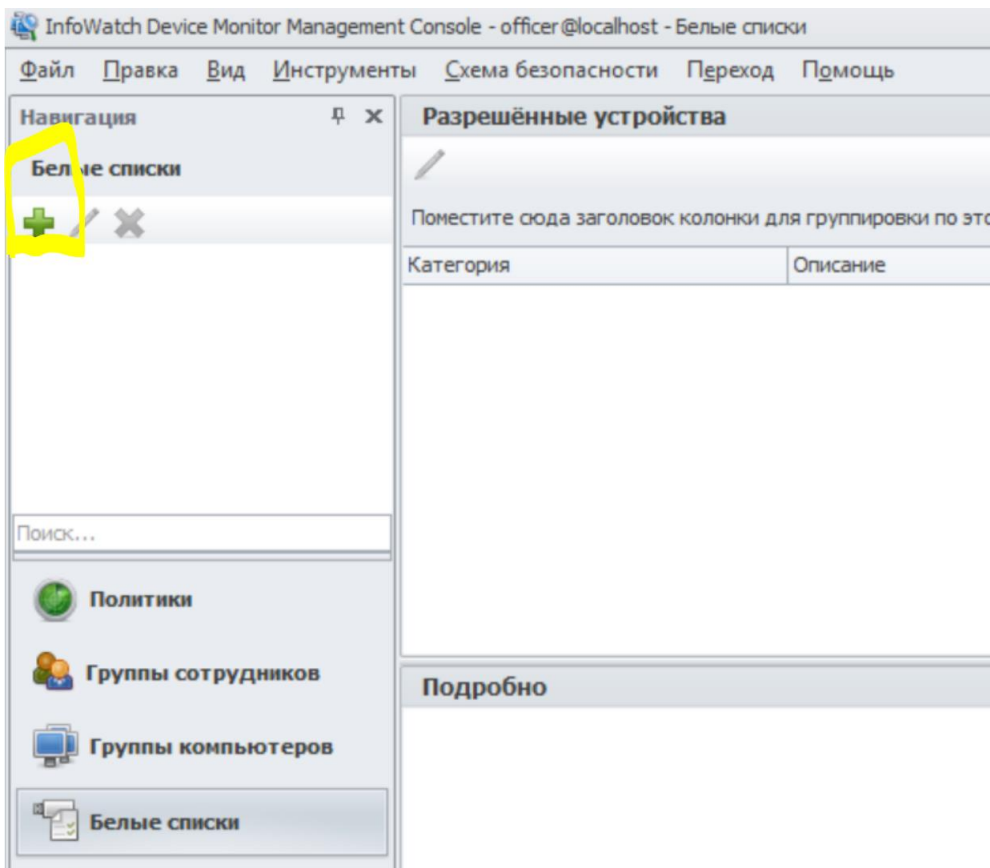 InfoWatch Device Monitor Management Console - officer@localhost - Белые списки
Файл Правка Вид Инструменты Схема безопасности Переход Помощь
Навигация
Белые списки
Поиск...
Политики
Группы сотрудников
Группы компьютеров
Белые списки
Разрешённые устройства
Поместите сюда заголовок колонки для группировки по это
Категория Описание
Подробно